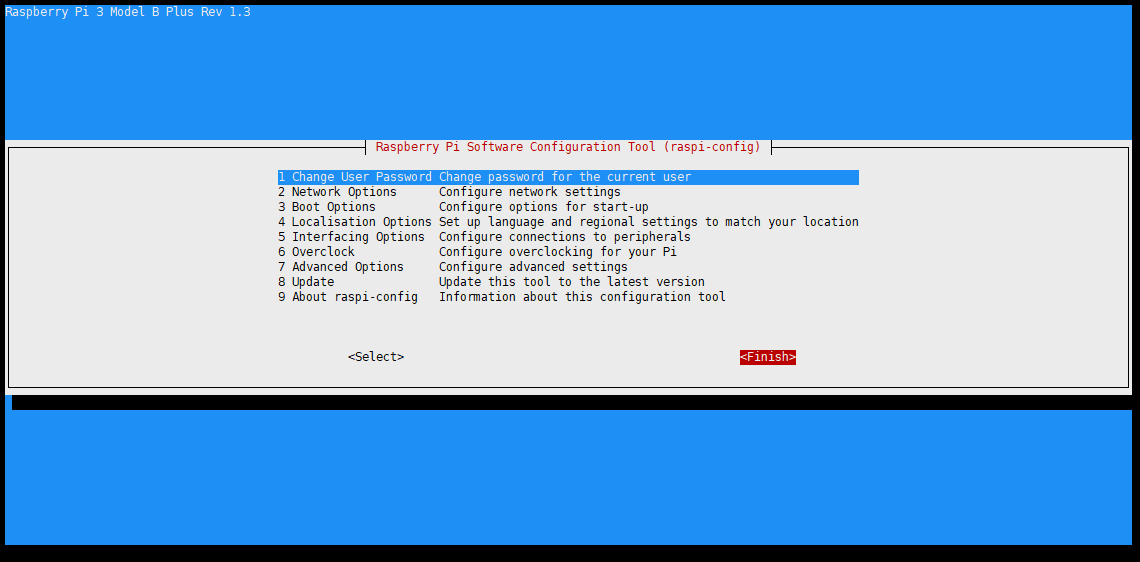 Raspberry Pi 3 Model B Plus Rev 1.3
Raspberry Pi Software Configuration Tool (raspi-config)
1 Change User Password Change password for the current user
2 Network Options Configure network settings
3 Boot Options Configure options for start-up
4 Localisation Options Set up language and regional settings to match your location
5 Interfacing Options Configure connections to peripherals
6 Overclock Configure overclocking for your Pi
7 Advanced Options Configure advanced settings
8 Update Update this tool to the latest version
9 About raspi-config Information about this configuration tool
<Select> <Finish>